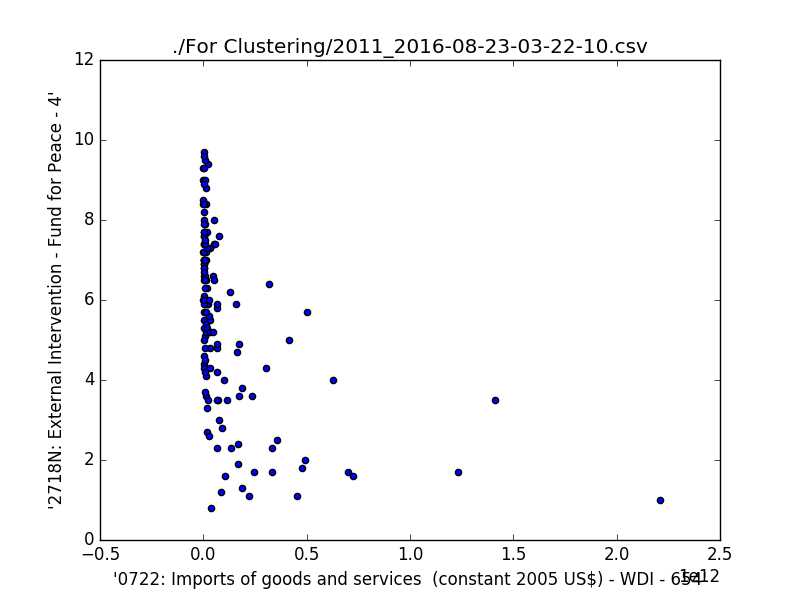 ./For Clustering/2011_2016-08-23-03-22-10.csv
12
10
8
6
4
2
0
'2718N: External Intervention - Fund for Peace - 4'
−0.5 0.0 0.5 1.0 1.5 2.0 2.5
1e12
'0722: Imports of goods and services  (constant 2005 US$) - WDI - 654'